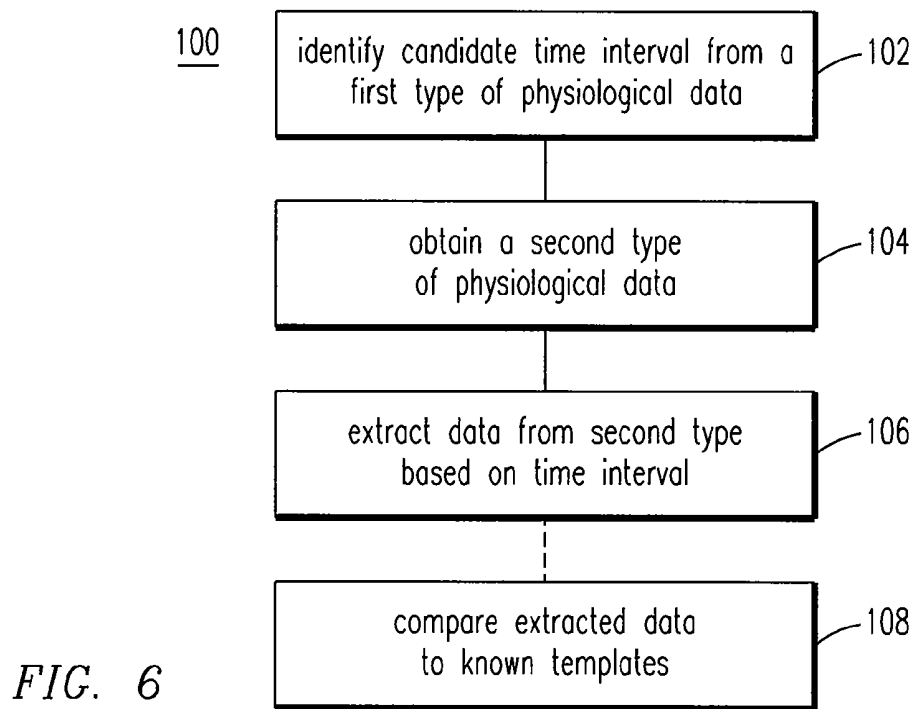 100
identify candidate time interval from a
first type of physiological data
102
obtain a second type
of physiological data
104
extract data from second type
based on time interval
106
compare extracted data
to known templates
108
FIG. 6